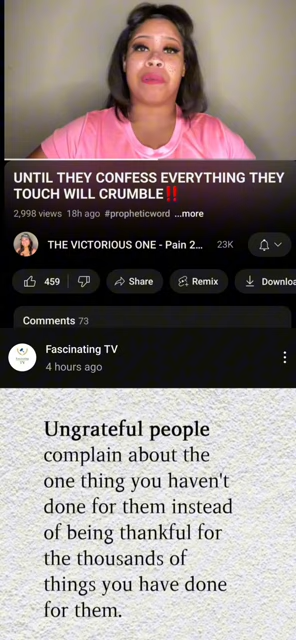 UNTIL THEY CONFESS EVERYTHING THEY
TOUCH WILL CRUMBLE‼️
2,998 views 18h ago #propheticword ...more
THE VICTORIOUS ONE - Pain 2... 23K
459 Share Remix Downloa
Comments 73
Fascinating TV
4 hours ago
Ungrateful people
complain about the
one thing you haven't
done for them instead
of being thankful for
the thousands of
things you have done
for them.